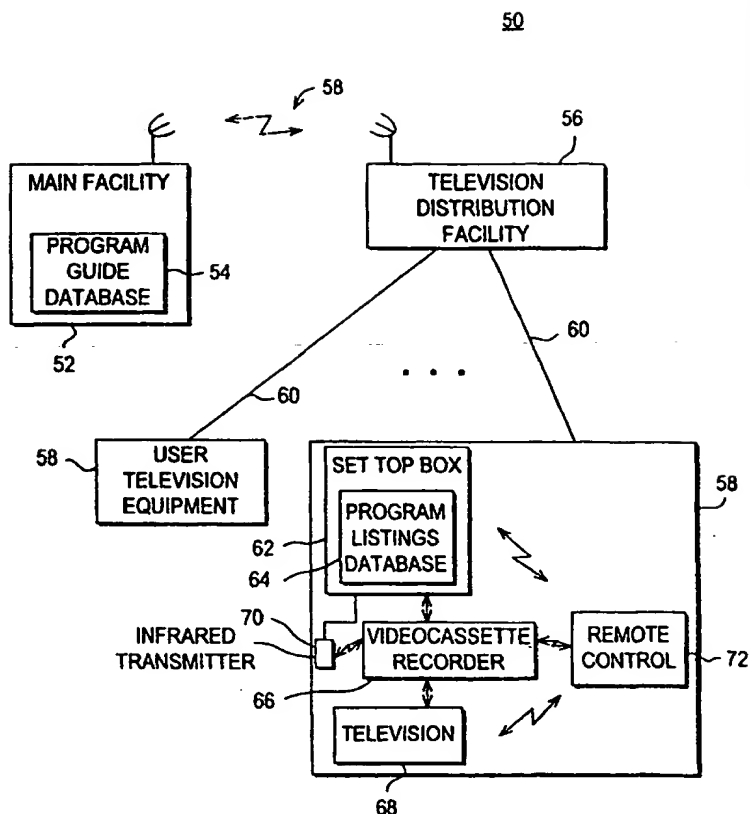 50
58
56
MAIN FACILITY
PROGRAM
GUIDE
DATABASE
54
52
TELEVISION
DISTRIBUTION
FACILITY
60
60
. . .
58
USER
TELEVISION
EQUIPMENT
SET TOP BOX
58
PROGRAM
LISTINGS
DATABASE
62
64
70
INFRARED
TRANSMITTER
VIDEOCASSETTE
RECORDER
66
REMOTE
CONTROL
72
TELEVISION
68